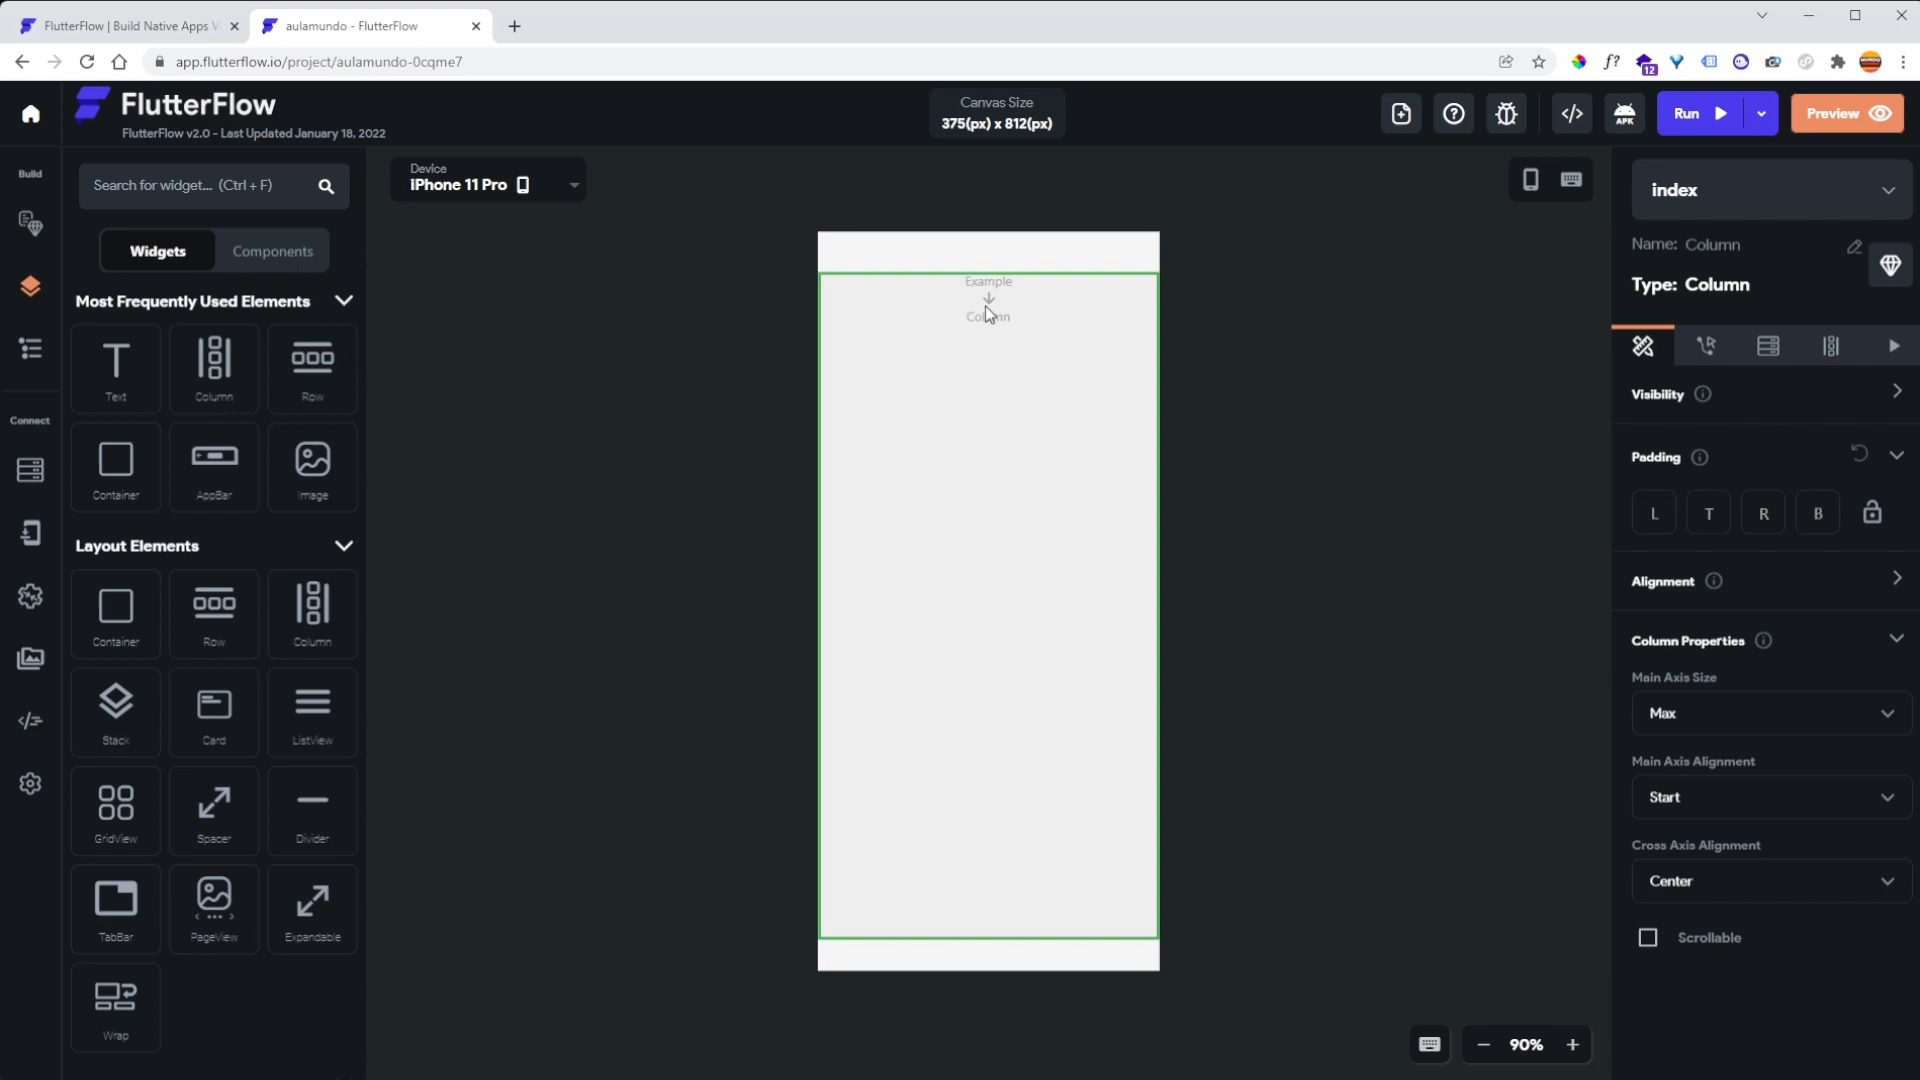 FlutterFlow | Build Native Apps V
aulamundo - FlutterFlow
app.flutterflow.io/project/aulamundo-0cqme7
12
FlutterFlow
FlutterFlow v2.0 - Last Updated January 18, 2022
Canvas Size
375(px) x 812(px)
APK
Run
Preview
Build
Search for widget... (Ctrl + F)
Widgets
Components
Most Frequently Used Elements
Text
Column
Row
Container
AppBar
Image
Connect
Layout Elements
Container
Row
Column
Stack
Card
ListView
GridView
Spacer
Divider
TabBar
PageView
Expandable
Wrap
Device
iPhone 11 Pro
Example
Column
90%
index
Name: Column
Type: Column
Visibility
Padding
L
T
R
B
Alignment
Column Properties
Main Axis Size
Max
Main Axis Alignment
Start
Cross Axis Alignment
Center
Scrollable